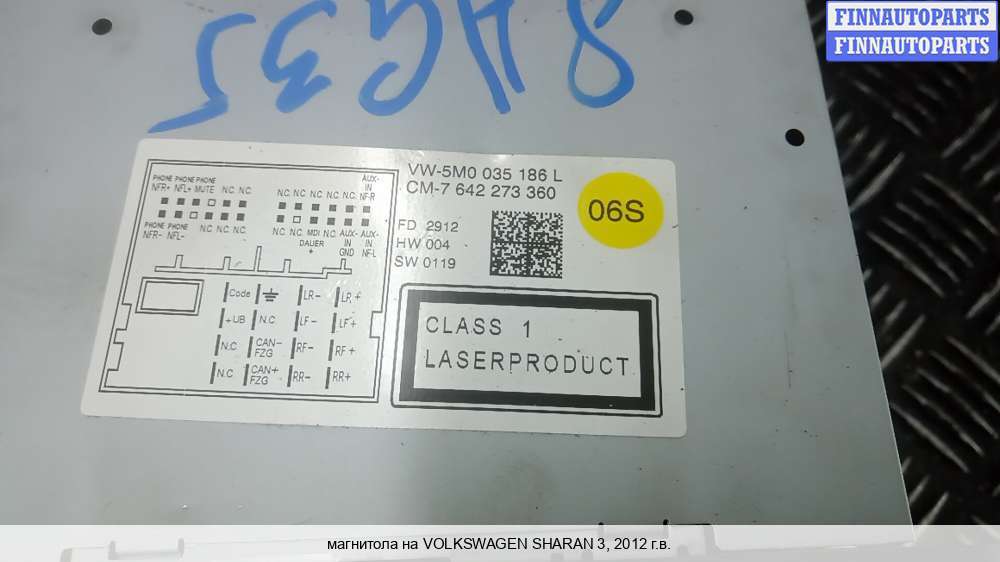 FINNAUTOPARTS
FINNAUTOPARTS
VW-5M0 035 186 L
CM-7 642 273 360
06S
FD 2912
HW 004
SW 0119
CLASS 1
LASERPRODUCT
PHONE PHONE PHONE
NFR+ NFL+ MUTE N.C. N.C.
N.C. N.C. N.C. N.C. N.C. AUX-IN NF-R
PHONE PHONE
NFR- NFL- N.C. N.C. N.C.
N.C. N.C. MDI DAUER + AUX-IN GND AUX-IN NF-L
Code LR- LR+
+UB N.C LF- LF+
N.C CAN-FZG RF- RF+
N.C CAN+FZG RR- RR+
магнитола на VOLKSWAGEN SHARAN 3, 2012 г.в.